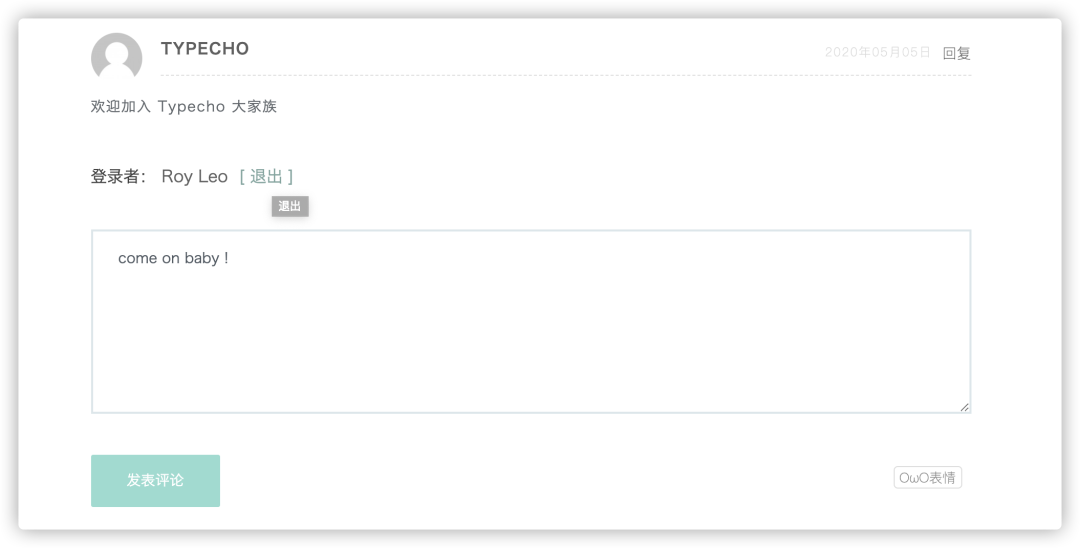 TYPECHO 2020年05月05日 回复
欢迎加入 Typecho 大家族
登录者： Roy Leo [ 退出 ]
退出
come on baby !
发表评论 OωO表情